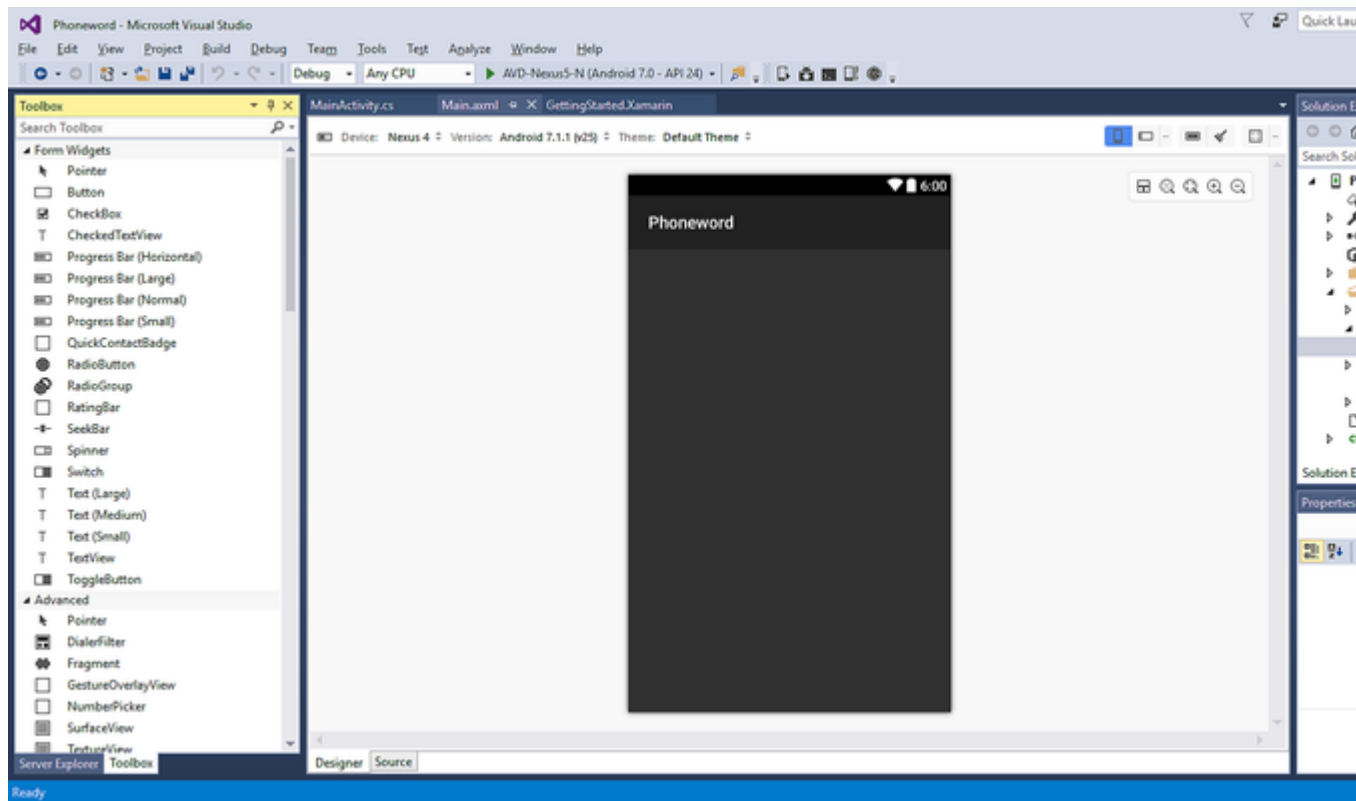 Phoneword - Microsoft Visual Studio
Quick Lau
File Edit View Project Build Debug Team Tools Test Analyze Window Help
Debug Any CPU AVD-Nexus5-N (Android 7.0 - API 24)
Toolbox
Search Toolbox
Form Widgets
Pointer
Button
CheckBox
CheckedTextView
Progress Bar (Horizontal)
Progress Bar (Large)
Progress Bar (Normal)
Progress Bar (Small)
QuickContactBadge
RadioButton
RadioGroup
RatingBar
SeekBar
Spinner
Switch
Text (Large)
Text (Medium)
Text (Small)
TextView
ToggleButton
Advanced
Pointer
DialerFilter
Fragment
GestureOverlayView
NumberPicker
SurfaceView
TextureView
Server Explorer Toolbox
MainActivity.cs Main.axml GettingStarted.Xamarin
Device: Nexus 4 Version: Android 7.1.1 (v25) Theme: Default Theme
6:00
Phoneword
Designer Source
Solution E
Search Sol
P
Solution E
Properties
Ready